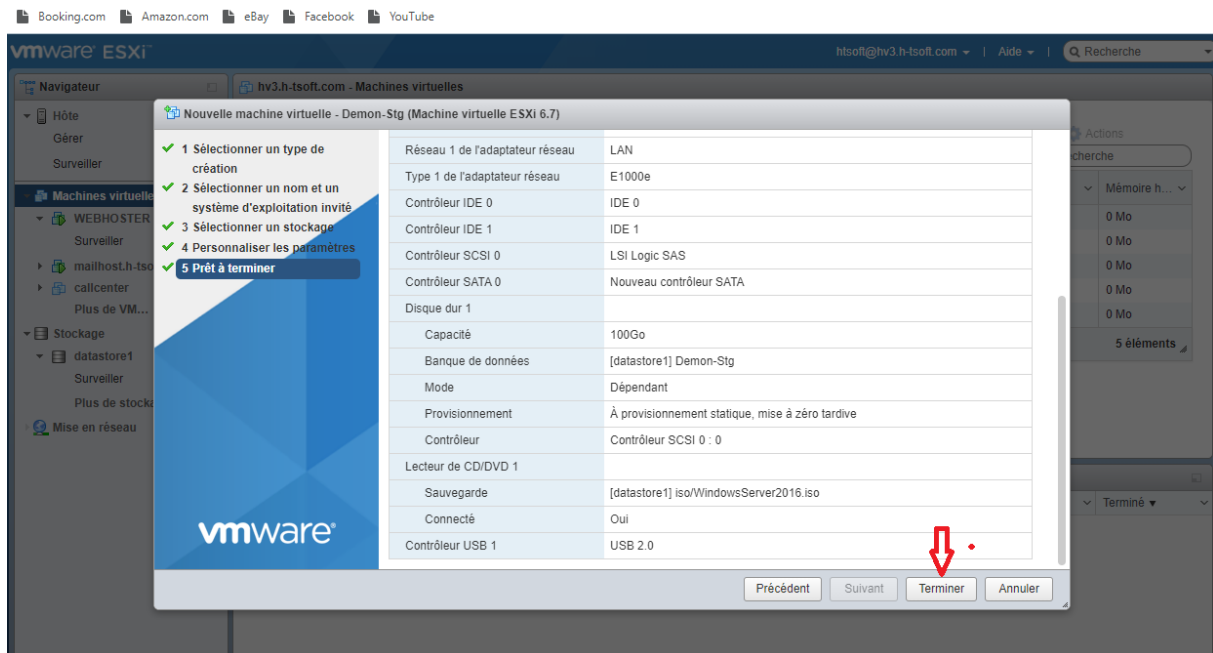 Booking.com Amazon.com eBay Facebook YouTube
vmware ESXi™
htsoft@hv3.h-tsoft.com | Aide | Recherche
Navigateur
hv3.h-tsoft.com - Machines virtuelles
Hôte
Gérer
Surveiller
Machines virtuelle
WEBHOSTER
Surveiller
mailhost.h-tso
callcenter
Plus de VM...
Stockage
datastore1
Surveiller
Plus de stocka
Mise en réseau
Nouvelle machine virtuelle - Demon-Stg (Machine virtuelle ESXi 6.7)
1 Sélectionner un type de
création
2 Sélectionner un nom et un
système d'exploitation invité
3 Sélectionner un stockage
4 Personnaliser les paramètres
5 Prêt à terminer
vmware®
Réseau 1 de l'adaptateur réseau LAN
Type 1 de l'adaptateur réseau E1000e
Contrôleur IDE 0 IDE 0
Contrôleur IDE 1 IDE 1
Contrôleur SCSI 0 LSI Logic SAS
Contrôleur SATA 0 Nouveau contrôleur SATA
Disque dur 1
Capacité 100Go
Banque de données [datastore1] Demon-Stg
Mode Dépendant
Provisionnement À provisionnement statique, mise à zéro tardive
Contrôleur Contrôleur SCSI 0 : 0
Lecteur de CD/DVD 1
Sauvegarde [datastore1] iso/WindowsServer2016.iso
Connecté Oui
Contrôleur USB 1 USB 2.0
Précédent Suivant Terminer Annuler
Actions
cherche
Mémoire h...
0 Mo
0 Mo
0 Mo
0 Mo
0 Mo
5 éléments
Terminé